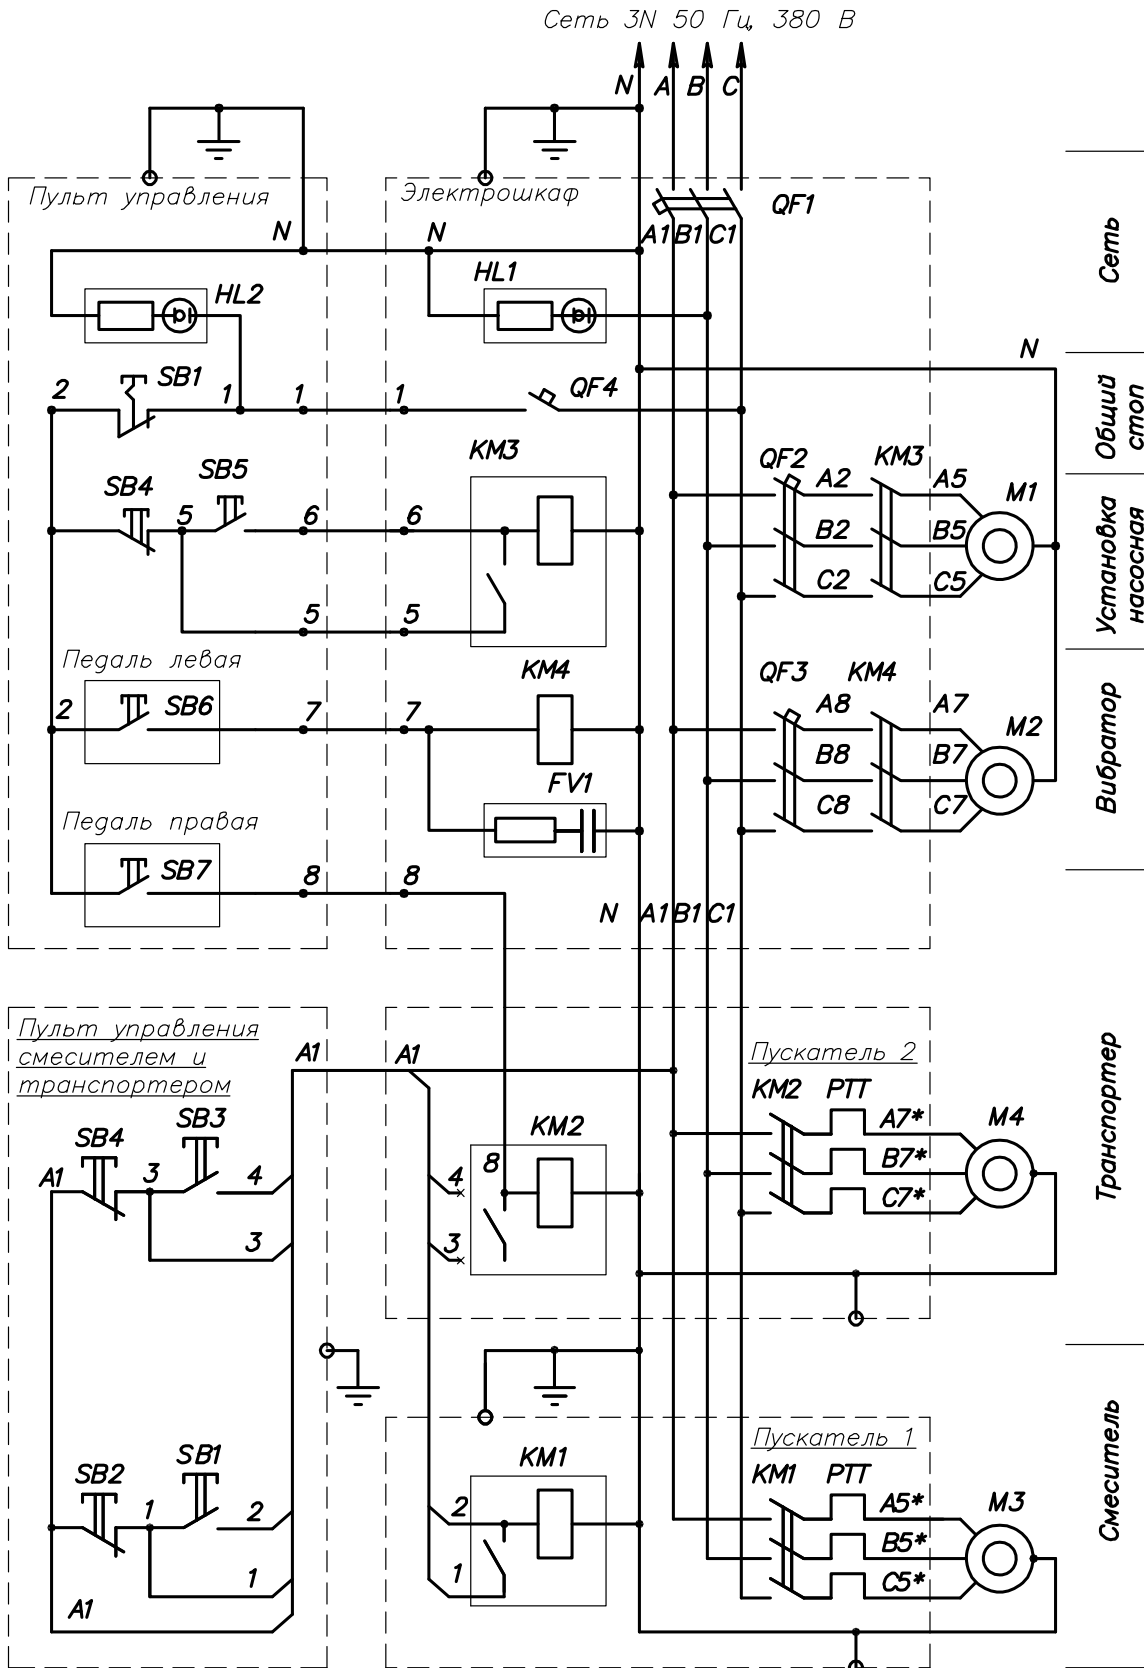 Сеть 3N 50 Гц, 380 В
N A B C
Пульт управления
Электрошкаф
QF1
N
N
A1 B1 C1
HL2
HL1
Сеть
N
2
SB1
1
1
1
QF4
Общий
стоп
SB4
5
SB5
6
6
KM3
5
5
QF2
A2
KM3
A5
M1
B2
B5
C2
C5
Установка
насосная
Педаль левая
2
SB6
7
7
KM4
FV1
QF3
A8
KM4
A7
M2
B8
B7
C8
C7
Вибратор
Педаль правая
SB7
8
8
N A1 B1 C1
Пульт управления
смесителем и
транспортером
A1
A1
Пускатель 2
SB4
SB3
A1
3
4
3
4
3
8
KM2
KM2
PTT
A7*
M4
B7*
C7*
Транспортер
SB2
SB1
1
2
1
A1
2
1
KM1
Пускатель 1
KM1
PTT
A5*
M3
B5*
C5*
Смеситель